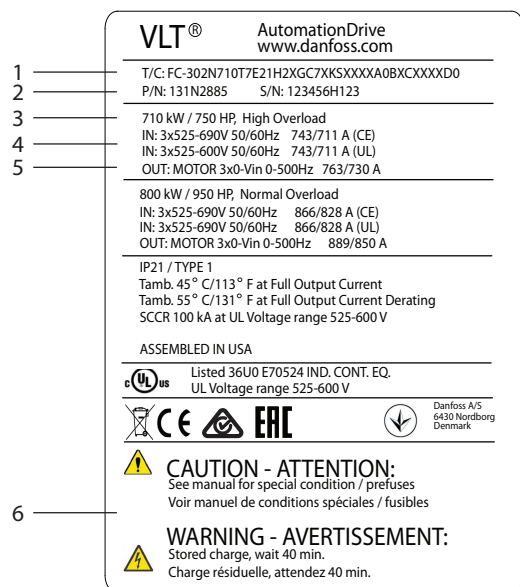 VLT® AutomationDrive
www.danfoss.com
1 T/C: FC-302N710T7E21H2XGC7XKSXXXXA0BXCXXXXD0
2 P/N: 131N2885 S/N: 123456H123
3 710 kW / 750 HP, High Overload
4 IN: 3x525-690V 50/60Hz 743/711 A (CE)
IN: 3x525-600V 50/60Hz 743/711 A (UL)
5 OUT: MOTOR 3x0-Vin 0-500Hz 763/730 A
800 kW / 950 HP, Normal Overload
IN: 3x525-690V 50/60Hz 866/828 A (CE)
IN: 3x525-690V 50/60Hz 866/828 A (UL)
OUT: MOTOR 3x0-Vin 0-500Hz 889/850 A
IP21 / TYPE 1
Tamb. 45° C/113° F at Full Output Current
Tamb. 55° C/131° F at Full Output Current Derating
SCCR 100 kA at UL Voltage range 525-600 V
ASSEMBLED IN USA
c UL us Listed 36U0 E70524 IND. CONT. EQ.
UL Voltage range 525-600 V
CE EAC
Danfoss A/S
6430 Nordborg
Denmark
CAUTION - ATTENTION:
See manual for special condition / prefuses
Voir manuel de conditions spéciales / fusibles
6
WARNING - AVERTISSEMENT:
Stored charge, wait 40 min.
Charge résiduelle, attendez 40 min.